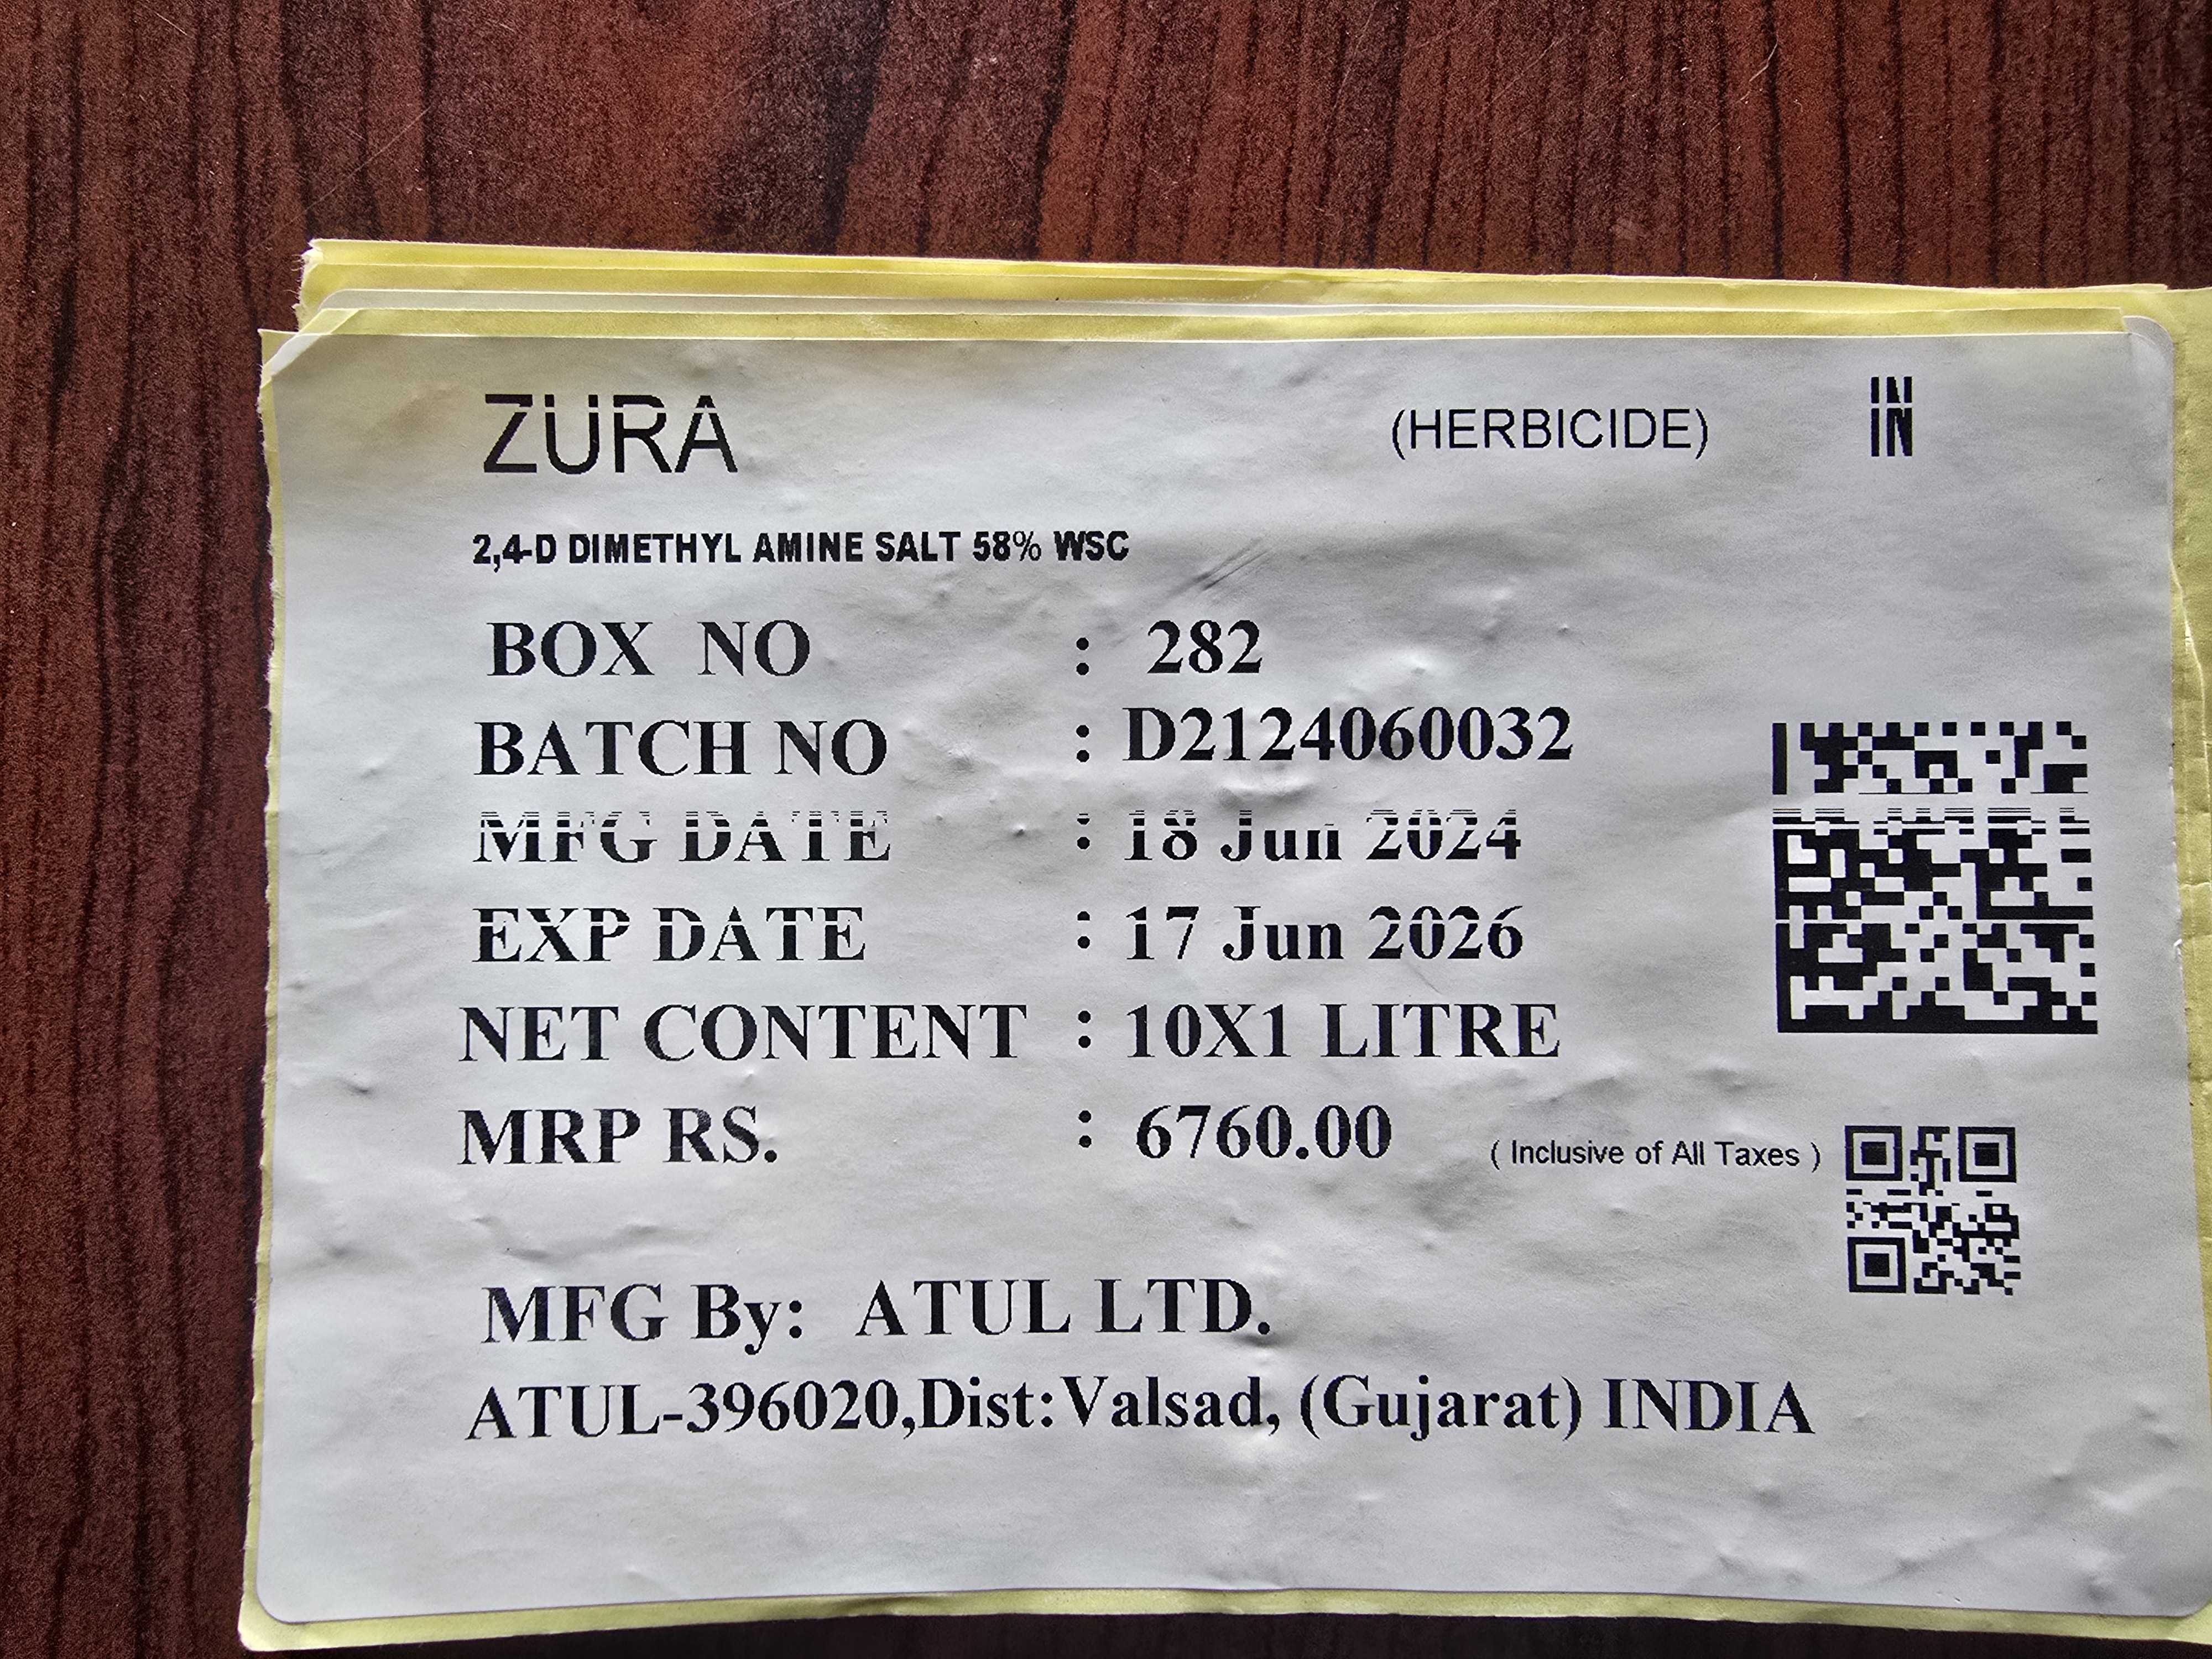 ZURA (HERBICIDE) IN
2,4-D DIMETHYL AMINE SALT 58% WSC
BOX NO : 282
BATCH NO : D2124060032
MFG DATE : 18 Jun 2024
EXP DATE : 17 Jun 2026
NET CONTENT : 10X1 LITRE
MRP RS. : 6760.00 ( Inclusive of All Taxes )
MFG By: ATUL LTD.
ATUL-396020,Dist:Valsad, (Gujarat) INDIA